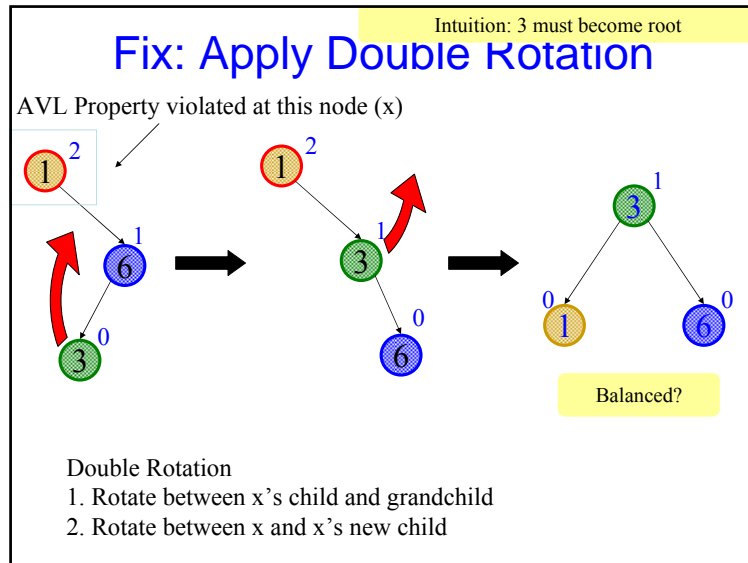 Intuition: 3 must become root
Fix: Apply Double Rotation
AVL Property violated at this node (x)
1 2
6 1
3 0
1 2
3 1
6 0
3 1
1 0
6 0
Balanced?
Double Rotation
1. Rotate between x’s child and grandchild
2. Rotate between x and x’s new child